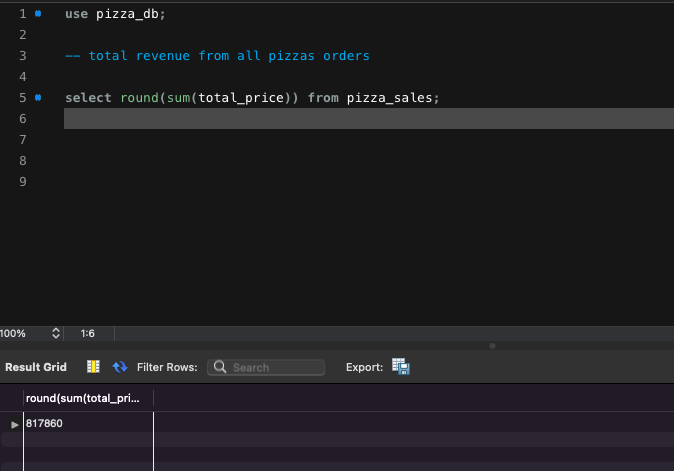 1 use pizza_db;
2
3 -- total revenue from all pizzas orders
4
5 select round(sum(total_price)) from pizza_sales;
6
7
8
9
100% 1:6
Result Grid Filter Rows: Search Export:
round(sum(total_pri...
817860